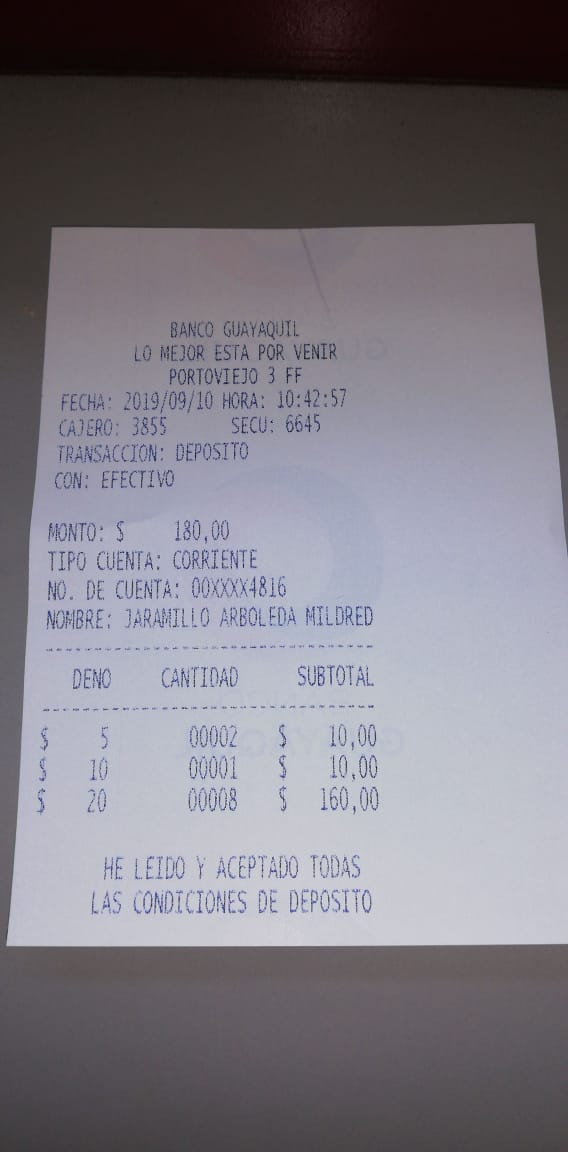 BANCO GUAYAQUIL
LO MEJOR ESTA POR VENIR
PORTOVIEJO 3 FF
FECHA: 2019/09/10 HORA: 10:42:57
CAJERO: 3855 SECU: 6645
TRANSACCION: DEPOSITO
CON: EFECTIVO
MONTO: $ 180,00
TIPO CUENTA: CORRIENTE
NO. DE CUENTA: 00XXXX4816
NOMBRE: JARAMILLO ARBOLEDA MILDRED
DENO CANTIDAD SUBTOTAL
$ 5 00002 $ 10,00
$ 10 00001 $ 10,00
$ 20 00008 $ 160,00
HE LEIDO Y ACEPTADO TODAS
LAS CONDICIONES DE DEPOSITO